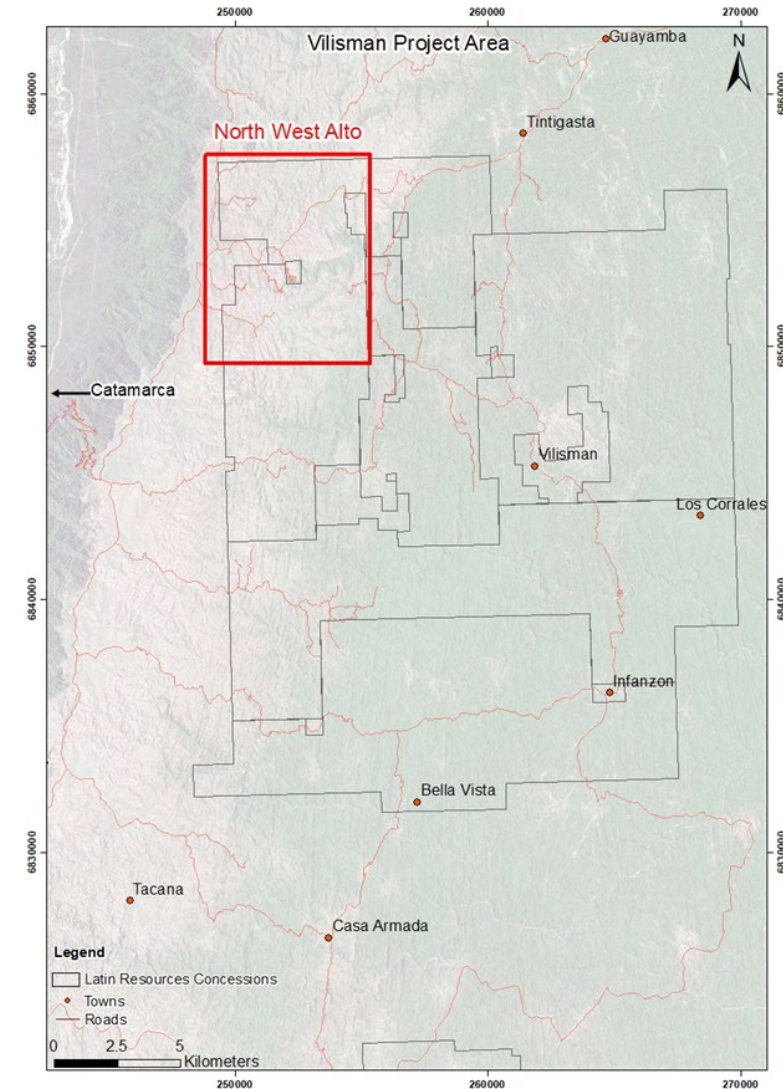 250000
260000
270000
Vilisman Project Area
Guayamba
N
6860000
6860000
Tintigasta
North West Alto
6850000
6850000
Catamarca
Vilisman
Los Corrales
6840000
6840000
Infanzon
Bella Vista
6830000
6830000
Tacana
Casa Armada
Legend
Latin Resources Concessions
Towns
Roads
0 2.5 5
Kilometers
250000
260000
270000